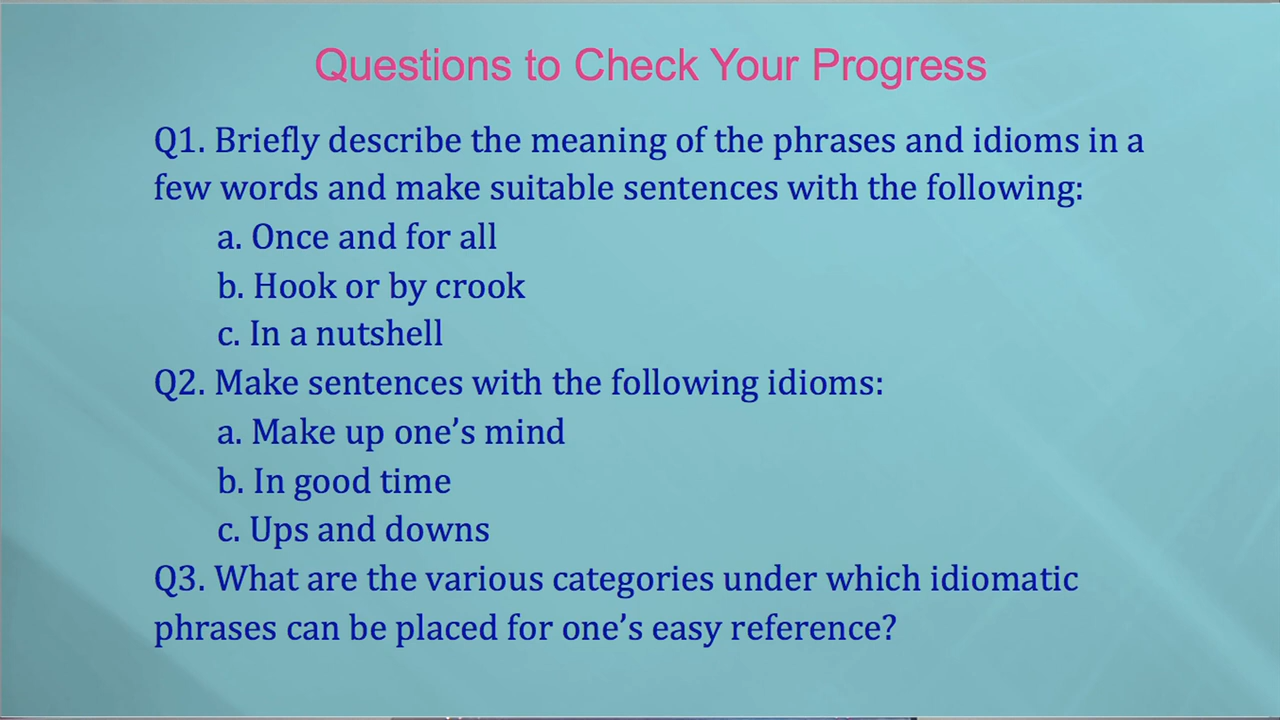 Questions to Check Your Progress
Q1. Briefly describe the meaning of the phrases and idioms in a
few words and make suitable sentences with the following:
a. Once and for all
b. Hook or by crook
c. In a nutshell
Q2. Make sentences with the following idioms:
a. Make up one’s mind
b. In good time
c. Ups and downs
Q3. What are the various categories under which idiomatic
phrases can be placed for one’s easy reference?